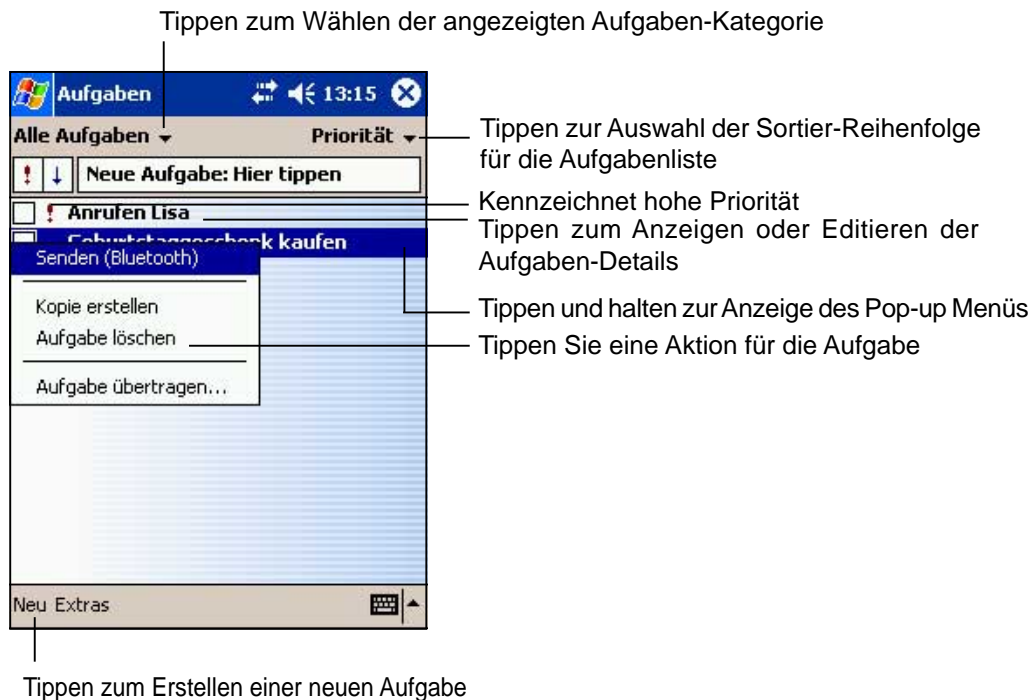 Tippen zum Wählen der angezeigten Aufgaben-Kategorie
Aufgaben 13:15
Alle Aufgaben Priorität
Tippen zur Auswahl der Sortier-Reihenfolge
für die Aufgabenliste
! ↓ Neue Aufgabe: Hier tippen
Kennzeichnet hohe Priorität
! Anrufen Lisa
Tippen zum Anzeigen oder Editieren der
Aufgaben-Details
Geburtstaggeschenk kaufen
Senden (Bluetooth)
Kopie erstellen
Tippen und halten zur Anzeige des Pop-up Menüs
Aufgabe löschen
Tippen Sie eine Aktion für die Aufgabe
Aufgabe übertragen...
Neu Extras
Tippen zum Erstellen einer neuen Aufgabe